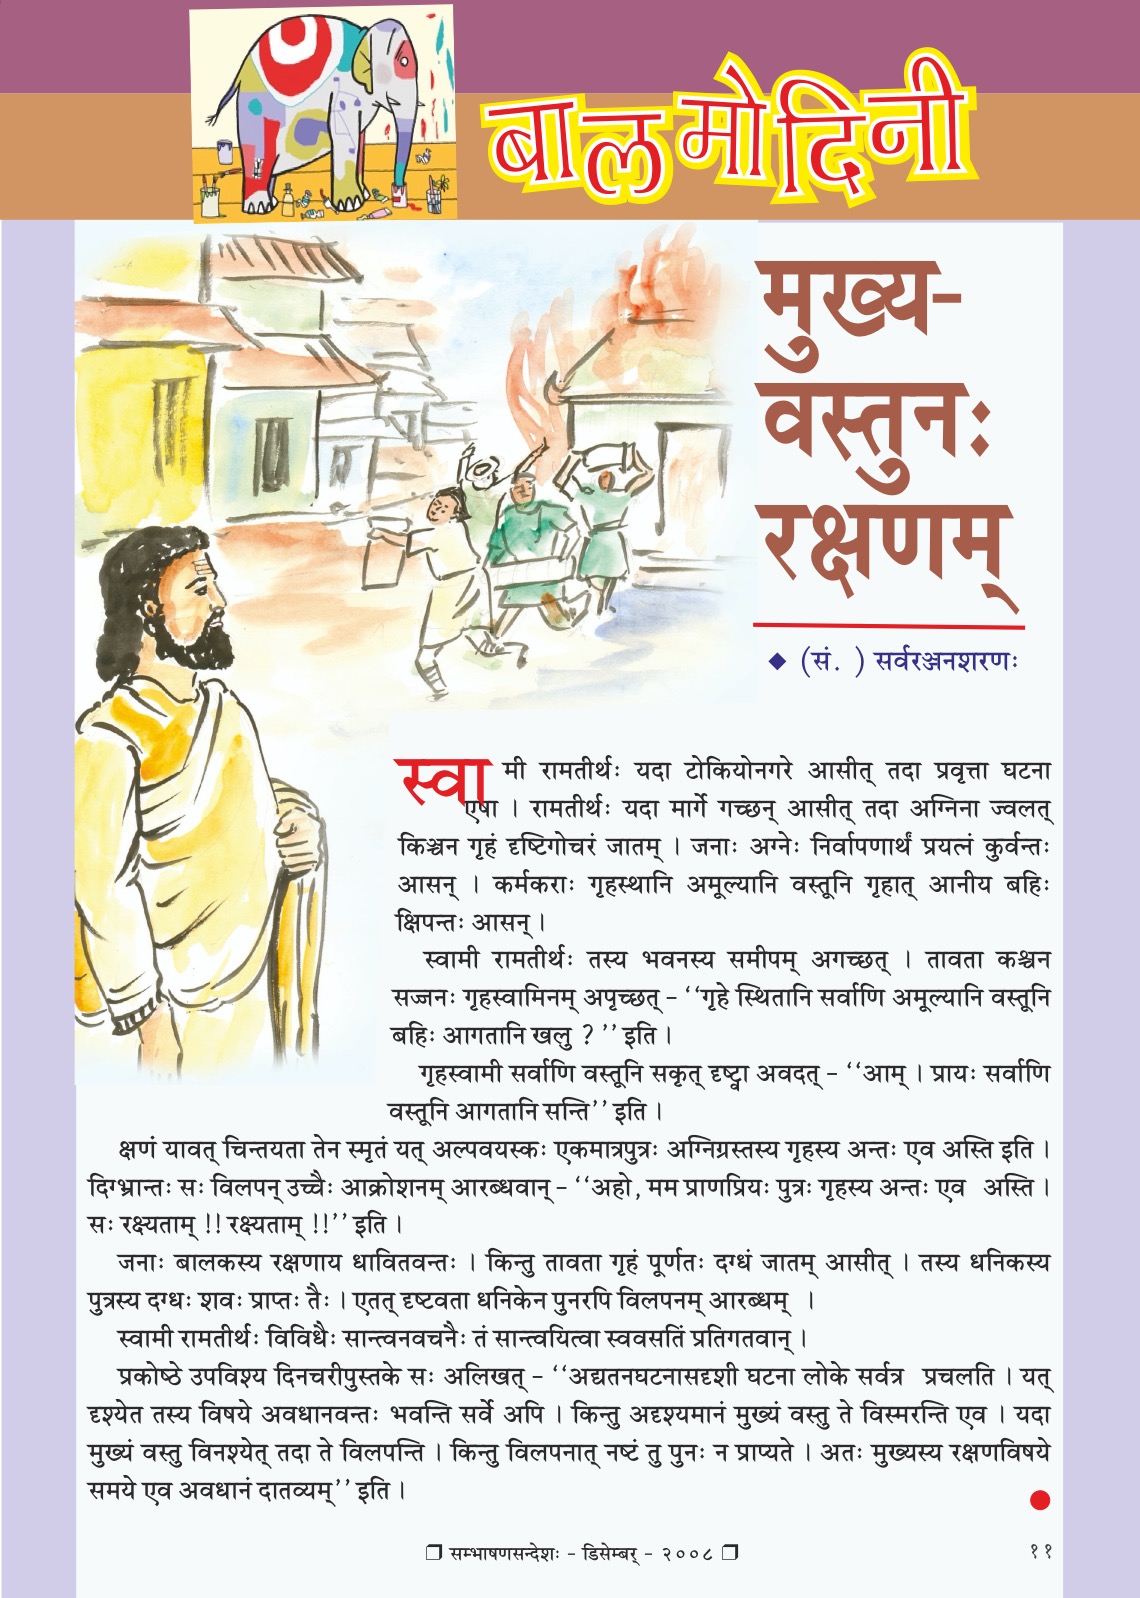 बालमोदिनी
मुख्य-
वस्तुनः
रक्षणम्
◆ (सं. ) सर्वरञ्जनशरणः
स्वामी रामतीर्थः यदा टोकियोनगरे आसीत् तदा प्रवृत्ता घटना
एषा । रामतीर्थः यदा मार्गे गच्छन् आसीत् तदा अग्निना ज्वलत्
किञ्चन गृहं दृष्टिगोचरं जातम् । जनाः अग्नेः निर्वापणार्थं प्रयत्नं कुर्वन्तः
आसन् । कर्मकराः गृहस्थानि अमूल्यानि वस्तूनि गृहात् आनीय बहिः
क्षिपन्तः आसन् ।
स्वामी रामतीर्थः तस्य भवनस्य समीपम् अगच्छत् । तावता कश्चन
सज्जनः गृहस्वामिनम् अपृच्छत् – ‘‘गृहे स्थितानि सर्वाणि अमूल्यानि वस्तूनि
बहिः आगतानि खलु ? ’’ इति ।
गृहस्वामी सर्वाणि वस्तूनि सकृत् दृष्ट्वा अवदत् – ‘‘आम् । प्रायः सर्वाणि
वस्तूनि आगतानि सन्ति’’ इति ।
क्षणं यावत् चिन्तयता तेन स्मृतं यत् अल्पवयस्कः एकमात्रपुत्रः अग्निग्रस्तस्य गृहस्य अन्तः एव अस्ति इति ।
दिग्भ्रान्तः सः विलपन् उच्चैः आक्रोशनम् आरब्धवान् – ‘‘अहो, मम प्राणप्रियः पुत्रः गृहस्य अन्तः एव अस्ति ।
सः रक्ष्यताम् !! रक्ष्यताम् !!’’ इति ।
जनाः बालकस्य रक्षणाय धावितवन्तः । किन्तु तावता गृहं पूर्णतः दग्धं जातम् आसीत् । तस्य धनिकस्य
पुत्रस्य दग्धः शवः प्राप्तः तैः । एतत् दृष्टवता धनिकेन पुनरपि विलपनम् आरब्धम् ।
स्वामी रामतीर्थः विविधैः सान्त्वनवचनैः तं सान्त्वयित्वा स्ववसतिं प्रतिगतवान् ।
प्रकोष्ठे उपविश्य दिनचरीपुस्तके सः अलिखत् – ‘‘अद्यतनघटनासदृशी घटना लोके सर्वत्र प्रचलति । यत्
दृश्येत तस्य विषये अवधानवन्तः भवन्ति सर्वे अपि । किन्तु अदृश्यमानं मुख्यं वस्तु ते विस्मरन्ति एव । यदा
मुख्यं वस्तु विनश्येत् तदा ते विलपन्ति । किन्तु विलपनात् नष्टं तु पुनः न प्राप्यते । अतः मुख्यस्य रक्षणविषये
समये एव अवधानं दातव्यम्’’ इति ।
❐ सम्भाषणसन्देशः – डिसेम्बर् – २००८ ❐
११